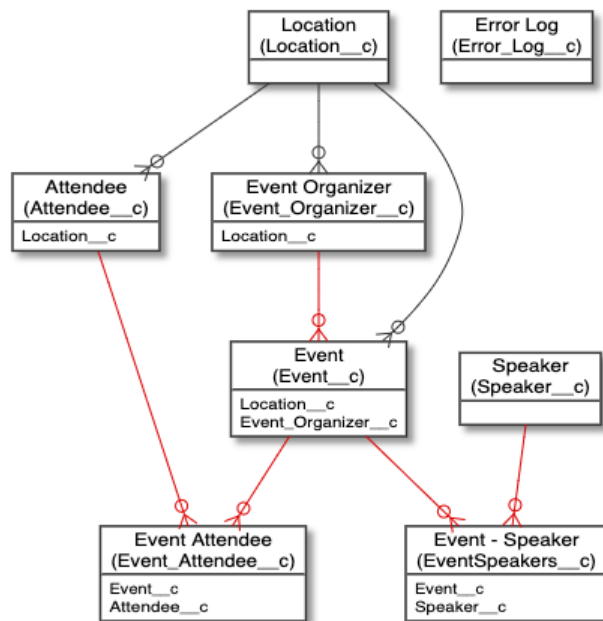 Location
(Location__c)
Error Log
(Error_Log__c)
Attendee
(Attendee__c)
Location__c
Event Organizer
(Event_Organizer__c)
Location__c
Event
(Event__c)
Location__c
Event_Organizer__c
Speaker
(Speaker__c)
Event Attendee
(Event_Attendee__c)
Event__c
Attendee__c
Event - Speaker
(EventSpeakers__c)
Event__c
Speaker__c